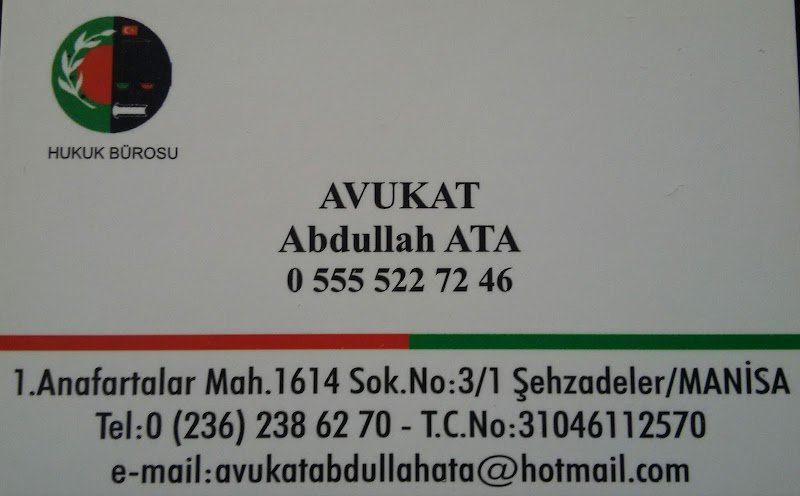 HUKUK BÜROSU
AVUKAT
Abdullah ATA
0 555 522 72 46
1.Anafartalar Mah.1614 Sok.No:3/1 Şehzadeler/MANİSA
Tel:0 (236) 238 62 70 - T.C.No:31046112570
e-mail:avukatabdullahata@hotmail.com